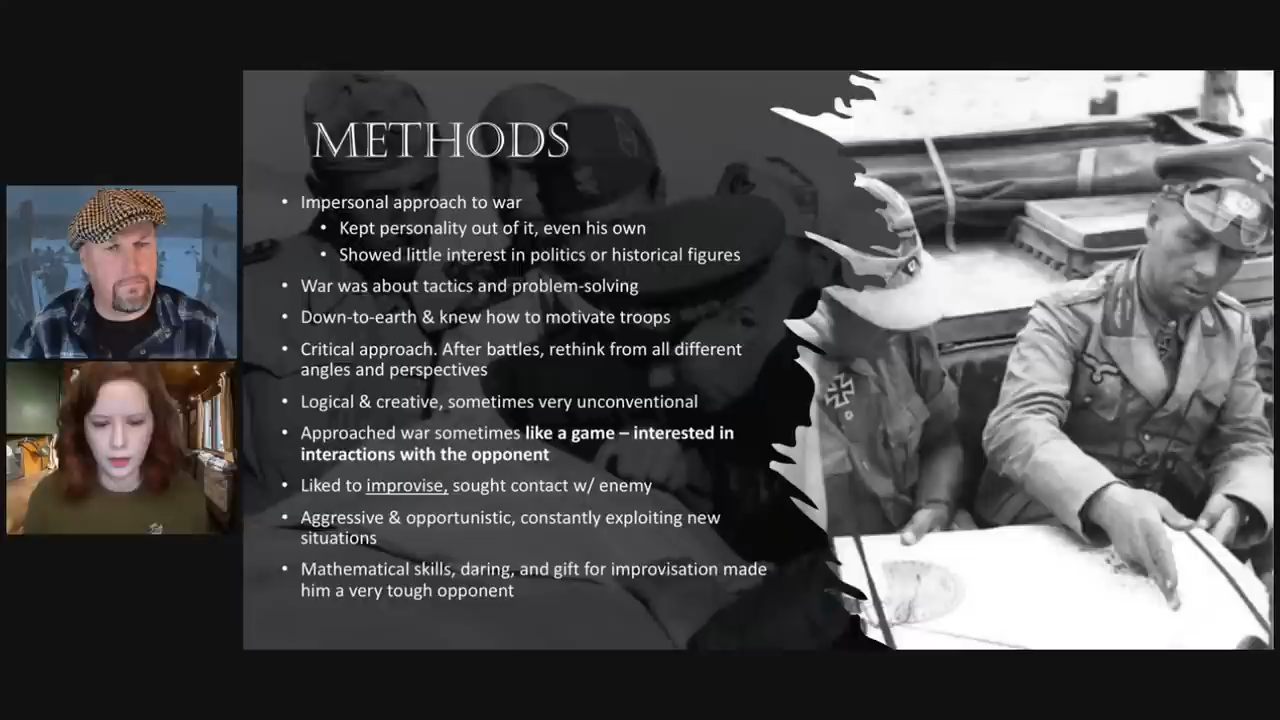 METHODS
• Impersonal approach to war
• Kept personality out of it, even his own
• Showed little interest in politics or historical figures
• War was about tactics and problem-solving
• Down-to-earth & knew how to motivate troops
• Critical approach. After battles, rethink from all different
angles and perspectives
• Logical & creative, sometimes very unconventional
• Approached war sometimes like a game – interested in
interactions with the opponent
• Liked to improvise, sought contact w/ enemy
• Aggressive & opportunistic, constantly exploiting new
situations
• Mathematical skills, daring, and gift for improvisation made
him a very tough opponent